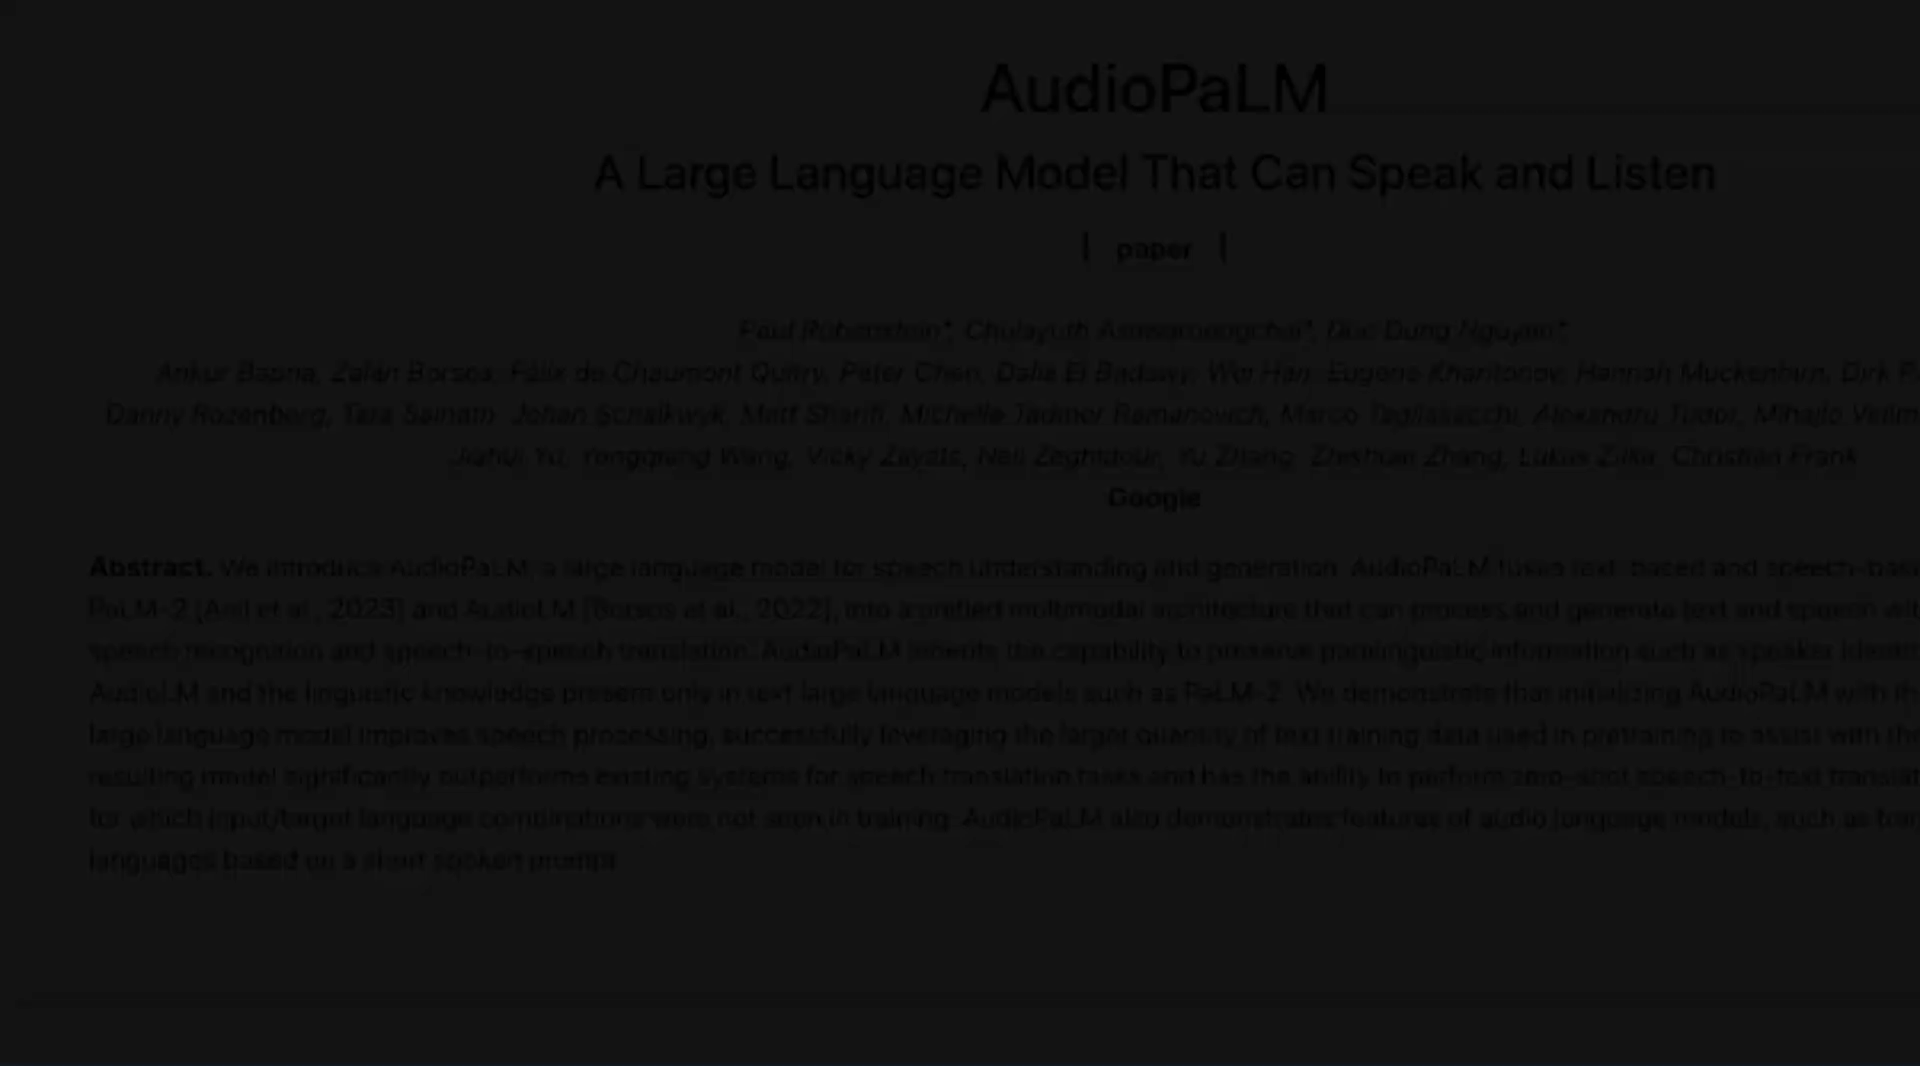 AudioPaLM
A Large Language Model That Can Speak and Listen
| paper |
Paul Rubenstein*, Chulayuth Asawaroengchai*, Duc Dung Nguyen*
Ankur Bapna, Zalán Borsos, Félix de Chaumont Quitry, Peter Chen, Dalia El Badawy, Wei Han, Eugene Kharitonov, Hannah Muckenhirn, Dirk
Danny Rozenberg, Tara Sainath, Johan Schalkwyk, Matt Sharifi, Michelle Tadmor Ramanovich, Marco Tagliasacchi, Alexandru Tudor, Mihajlo
Jiahui Yu, Yongqiang Wang, Vicky Zayats, Neil Zeghidour, Yu Zhang, Zhishuai Zhang, Lukas Zilka, Christian Frank
Google
Abstract. We introduce AudioPaLM, a large language model for speech understanding and generation. AudioPaLM fuses text-based and
PaLM-2 [Anil et al., 2023] and AudioLM [Borsos et al., 2022], into a unified multimodal architecture that can process and generate text and speech
speech recognition and speech-to-speech translation. AudioPaLM inherits the capability to preserve paralinguistic information such as speaker
AudioLM and the linguistic knowledge present only in text large language models such as PaLM-2. We demonstrate that initializing AudioPaLM with
large language model improves speech processing, successfully leveraging the larger quantity of text training data used in pretraining to assist with
resulting model significantly outperforms existing systems for speech translation tasks and has the ability to perform zero-shot speech-to-text
for which input/target language combinations were not seen in training. AudioPaLM also demonstrates features of audio language models, such as
languages based on a short spoken prompt.